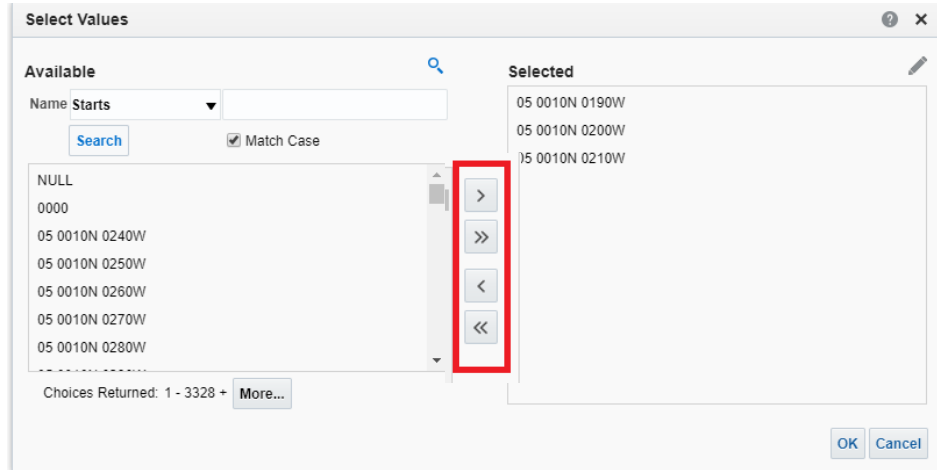 Select Values
Available
Name Starts
Search
Match Case
NULL
0000
05 0010N 0240W
05 0010N 0250W
05 0010N 0260W
05 0010N 0270W
05 0010N 0280W
Choices Returned: 1 - 3328 + More...
Selected
05 0010N 0190W
05 0010N 0200W
05 0010N 0210W
OK Cancel